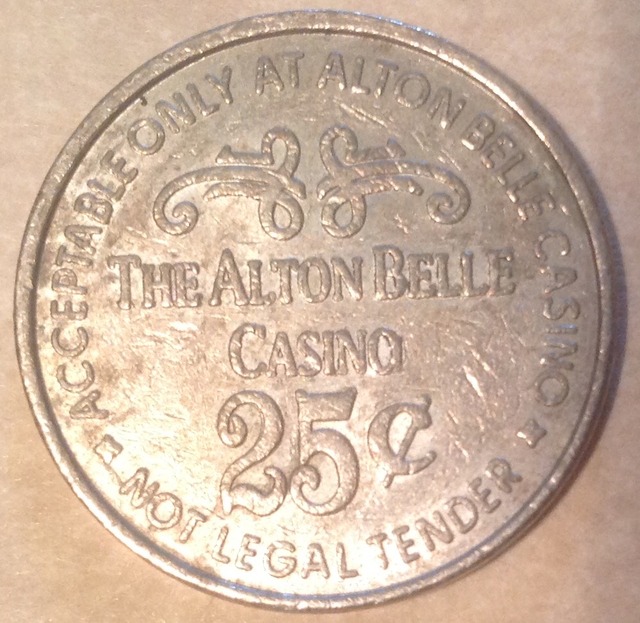 ACCEPTABLE ONLY AT ALTON BELLE CASINO
THE ALTON BELLE
CASINO
25¢
NOT LEGAL TENDER